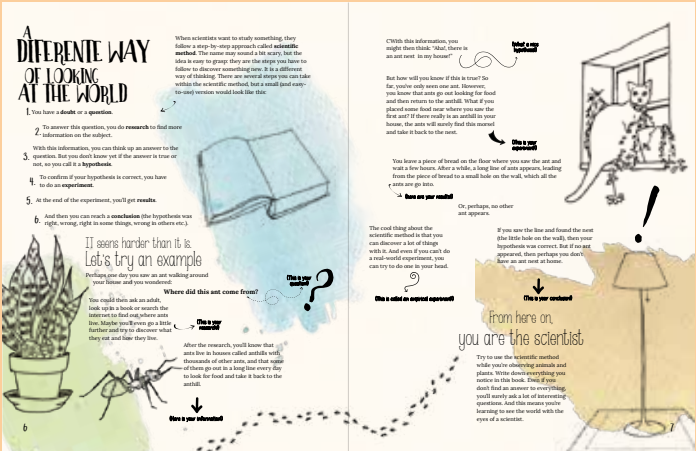 A
DIFERENTE WAY
OF LOOKING
AT THE WORLD
When scientists want to study something, they
follow a step-by-step approach called scientific
method. The name may sound a bit scary, but the
idea is easy to grasp: they are the steps you have to
follow to discover something new. It is a different
way of thinking. There are several steps you can take
within the scientific method, but a small (and easy-
to-use) version would look like this:
1. You have a doubt or a question.
2. To answer this question, you do research to find more
information on the subject.
3. With this information, you can think up an answer to the
question. But you don't know yet if the answer is true or
not, so you call it a hypothesis.
4. To confirm if your hypothesis is correct, you have
to do an experiment.
5. At the end of the experiment, you'll get results.
6. And then you can reach a conclusion (the hypothesis was
right, wrong, right in some things, wrong in others etc.).
It seens harder than it is.
Let's try an example
Perhaps one day you saw an ant walking around
your house and you wondered:
Where did this ant come from?
(This is your
question!)
You could then ask an adult,
look up in a book or search the
internet to find out where ants
live. Maybe you'll even go a little
further and try to discover what
they eat and how they live.
(This is your
research!)
After the research, you'll know that
ants live in houses called anthills with
thousands of other ants, and that some
of them go out in a long line every day
to look for food and take it back to the
anthill.
(Here is your information!)
6
CWith this information, you
might then think: "Aha!, there is
an ant nest in my house!"
But how will you know if this is true? So
far, you've only seen one ant. However,
you know that ants go out looking for food
and then return to the anthill. What if you
placed some food near where you saw the
first ant? If there really is an anthill in your
house, the ants will surely find this morsel
and take it back to the nest.
(This is your
experiment!)
You leave a piece of bread on the floor where you saw the ant and
wait a few hours. After a while, a long line of ants appears, leading
from the piece of bread to a small hole on the wall, which all the
ants are go into.
(Here are your results!)
Or, perhaps, no other
ant appears.
The cool thing about the
scientific method is that you
can discover a lot of things
with it. And even if you can't do
a real-world experiment, you
can try to do one in your head.
If you saw the line and found the nest
(the little hole on the wall), then your
hypothesis was correct. But if no ant
appeared, then perhaps you don't
have an ant nest at home.
(This is your conclusion!)
From here on,
you are the scientist
Try to use the scientific method
while you're observing animals and
plants. Write down everything you
notice in this book. Even if you
don't find an answer to everything,
you'll surely ask a lot of interesting
questions. And this means you're
learning to see the world with the
eyes of a scientist.
7